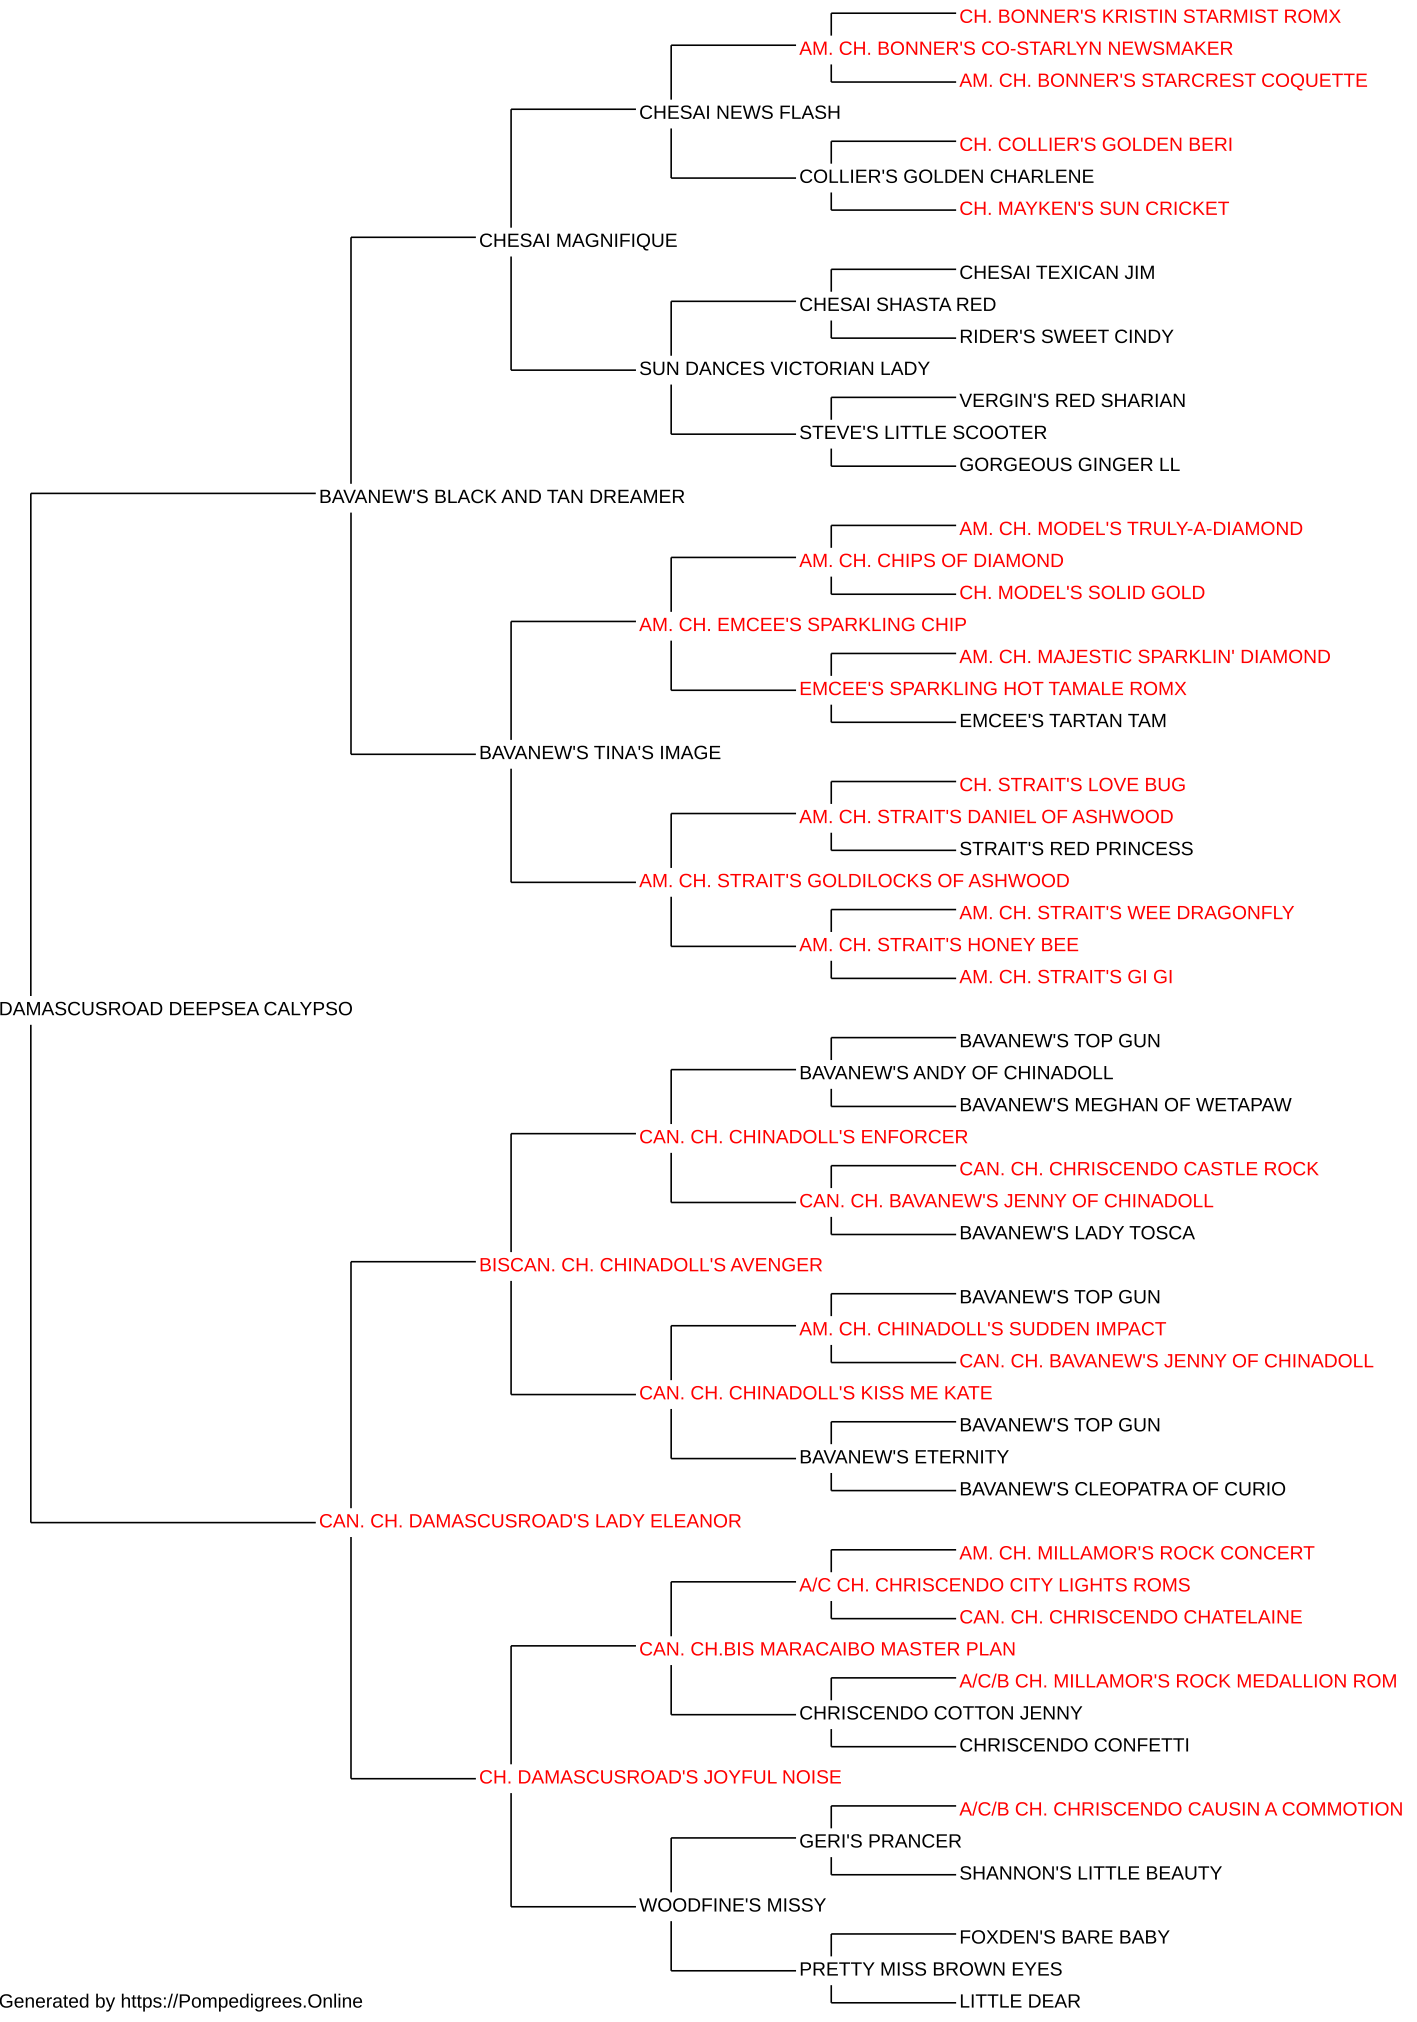 CH. BONNER'S KRISTIN STARMIST ROMX
AM. CH. BONNER'S CO-STARLYN NEWSMAKER
AM. CH. BONNER'S STARCREST COQUETTE
CHESAI NEWS FLASH
CH. COLLIER'S GOLDEN BERI
COLLIER'S GOLDEN CHARLENE
CH. MAYKEN'S SUN CRICKET
CHESAI MAGNIFIQUE
CHESAI TEXICAN JIM
CHESAI SHASTA RED
RIDER'S SWEET CINDY
SUN DANCES VICTORIAN LADY
VERGIN'S RED SHARIAN
STEVE'S LITTLE SCOOTER
GORGEOUS GINGER LL
BAVANEW'S BLACK AND TAN DREAMER
AM. CH. MODEL'S TRULY-A-DIAMOND
AM. CH. CHIPS OF DIAMOND
CH. MODEL'S SOLID GOLD
AM. CH. EMCEE'S SPARKLING CHIP
AM. CH. MAJESTIC SPARKLIN' DIAMOND
EMCEE'S SPARKLING HOT TAMALE ROMX
EMCEE'S TARTAN TAM
BAVANEW'S TINA'S IMAGE
CH. STRAIT'S LOVE BUG
AM. CH. STRAIT'S DANIEL OF ASHWOOD
STRAIT'S RED PRINCESS
AM. CH. STRAIT'S GOLDILOCKS OF ASHWOOD
AM. CH. STRAIT'S WEE DRAGONFLY
AM. CH. STRAIT'S HONEY BEE
AM. CH. STRAIT'S GI GI
DAMASCUSROAD DEEPSEA CALYPSO
BAVANEW'S TOP GUN
BAVANEW'S ANDY OF CHINADOLL
BAVANEW'S MEGHAN OF WETAPAW
CAN. CH. CHINADOLL'S ENFORCER
CAN. CH. CHRISCENDO CASTLE ROCK
CAN. CH. BAVANEW'S JENNY OF CHINADOLL
BAVANEW'S LADY TOSCA
BISCAN. CH. CHINADOLL'S AVENGER
BAVANEW'S TOP GUN
AM. CH. CHINADOLL'S SUDDEN IMPACT
CAN. CH. BAVANEW'S JENNY OF CHINADOLL
CAN. CH. CHINADOLL'S KISS ME KATE
BAVANEW'S TOP GUN
BAVANEW'S ETERNITY
BAVANEW'S CLEOPATRA OF CURIO
CAN. CH. DAMASCUSROAD'S LADY ELEANOR
AM. CH. MILLAMOR'S ROCK CONCERT
A/C CH. CHRISCENDO CITY LIGHTS ROMS
CAN. CH. CHRISCENDO CHATELAINE
CAN. CH.BIS MARACAIBO MASTER PLAN
A/C/B CH. MILLAMOR'S ROCK MEDALLION ROM
CHRISCENDO COTTON JENNY
CHRISCENDO CONFETTI
CH. DAMASCUSROAD'S JOYFUL NOISE
A/C/B CH. CHRISCENDO CAUSIN A COMMOTION
GERI'S PRANCER
SHANNON'S LITTLE BEAUTY
WOODFINE'S MISSY
FOXDEN'S BARE BABY
PRETTY MISS BROWN EYES
LITTLE DEAR
Generated by https://Pompedigrees.Online